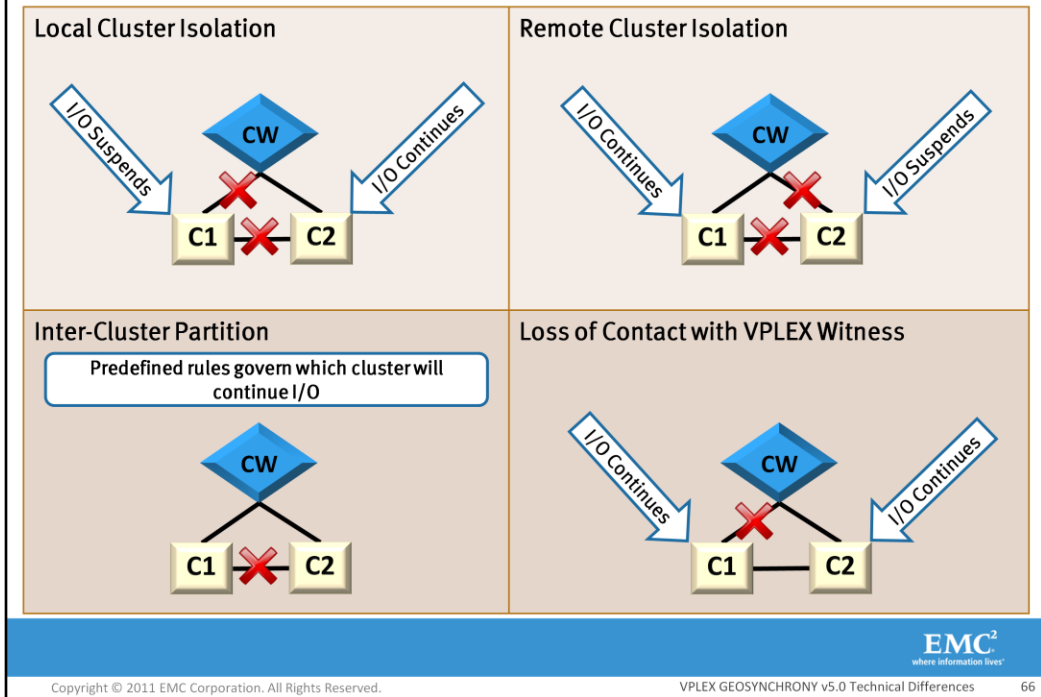 Local Cluster Isolation
I/O Suspends
CW
I/O Continues
C1
C2
Remote Cluster Isolation
I/O Continues
CW
I/O Suspends
C1
C2
Inter-Cluster Partition
Predefined rules govern which cluster will
continue I/O
CW
C1
C2
Loss of Contact with VPLEX Witness
I/O Continues
CW
I/O Continues
C1
C2
EMC²
where information lives®
Copyright © 2011 EMC Corporation. All Rights Reserved.
VPLEX GEOSYNCHRONY v5.0 Technical Differences
66